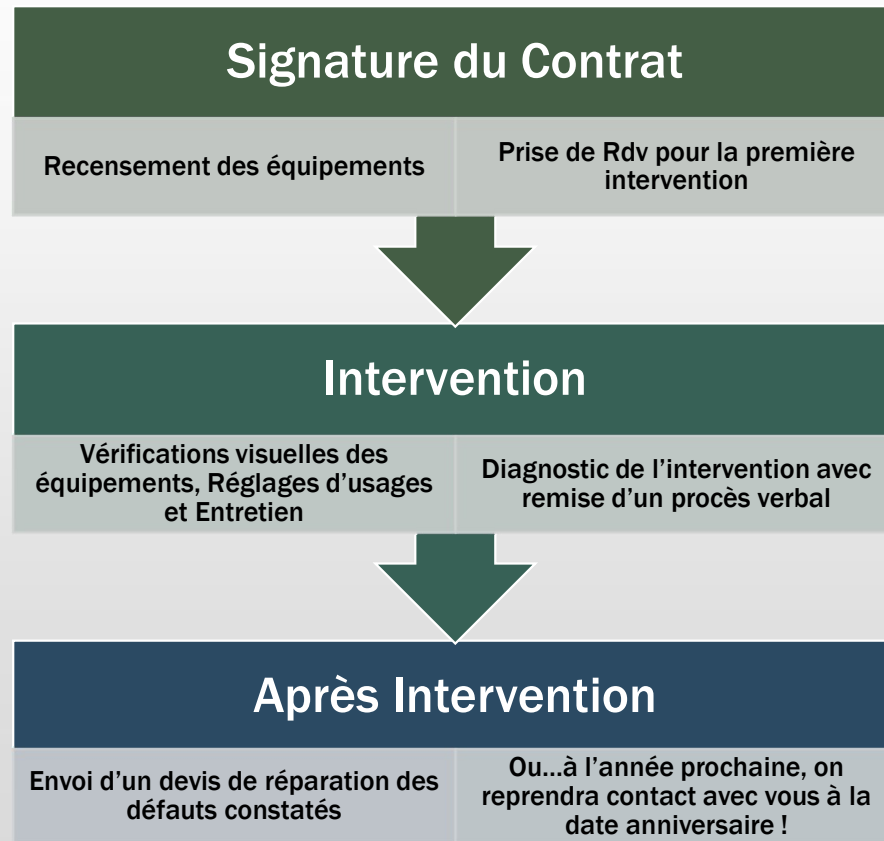 Signature du Contrat
Recensement des équipements
Prise de Rdv pour la première
intervention
Intervention
Vérifications visuelles des
équipements, Réglages d’usages
et Entretien
Diagnostic de l’intervention avec
remise d’un procès verbal
Après Intervention
Envoi d’un devis de réparation des
défauts constatés
Ou...à l’année prochaine, on
reprendra contact avec vous à la
date anniversaire !